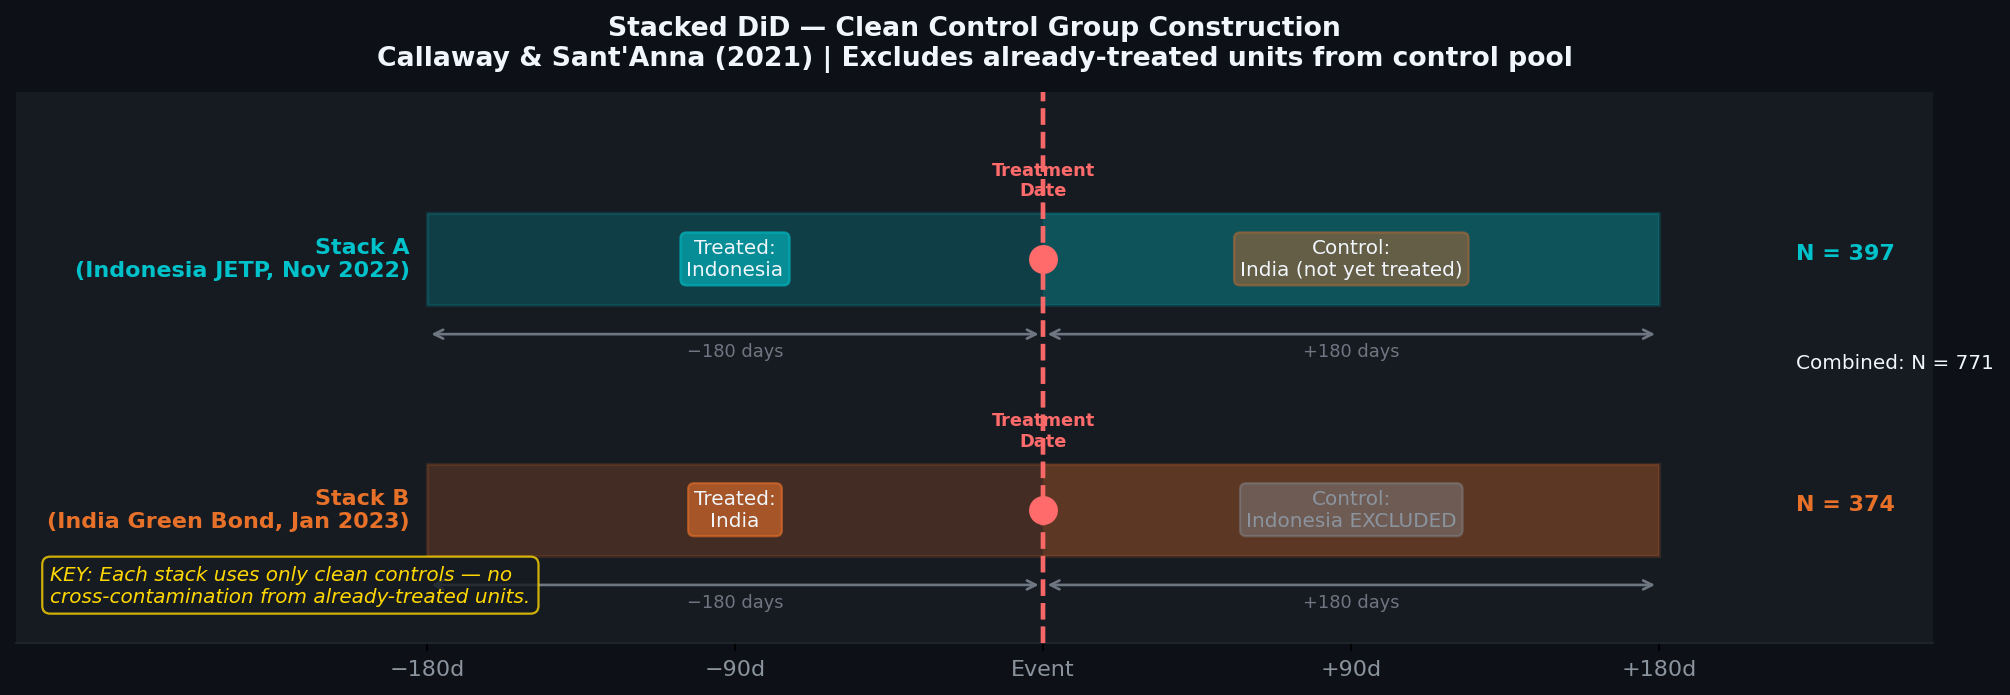 Stacked DiD — Clean Control Group Construction
Callaway & Sant'Anna (2021) | Excludes already-treated units from control pool
Treatment
Date
Stack A
(Indonesia JETP, Nov 2022)
Treated:
Indonesia
Control:
India (not yet treated)
N = 397
−180 days
+180 days
Combined: N = 771
Treatment
Date
Stack B
(India Green Bond, Jan 2023)
Treated:
India
Control:
Indonesia EXCLUDED
N = 374
KEY: Each stack uses only clean controls — no
cross-contamination from already-treated units.
−180 days
+180 days
−180d
−90d
Event
+90d
+180d